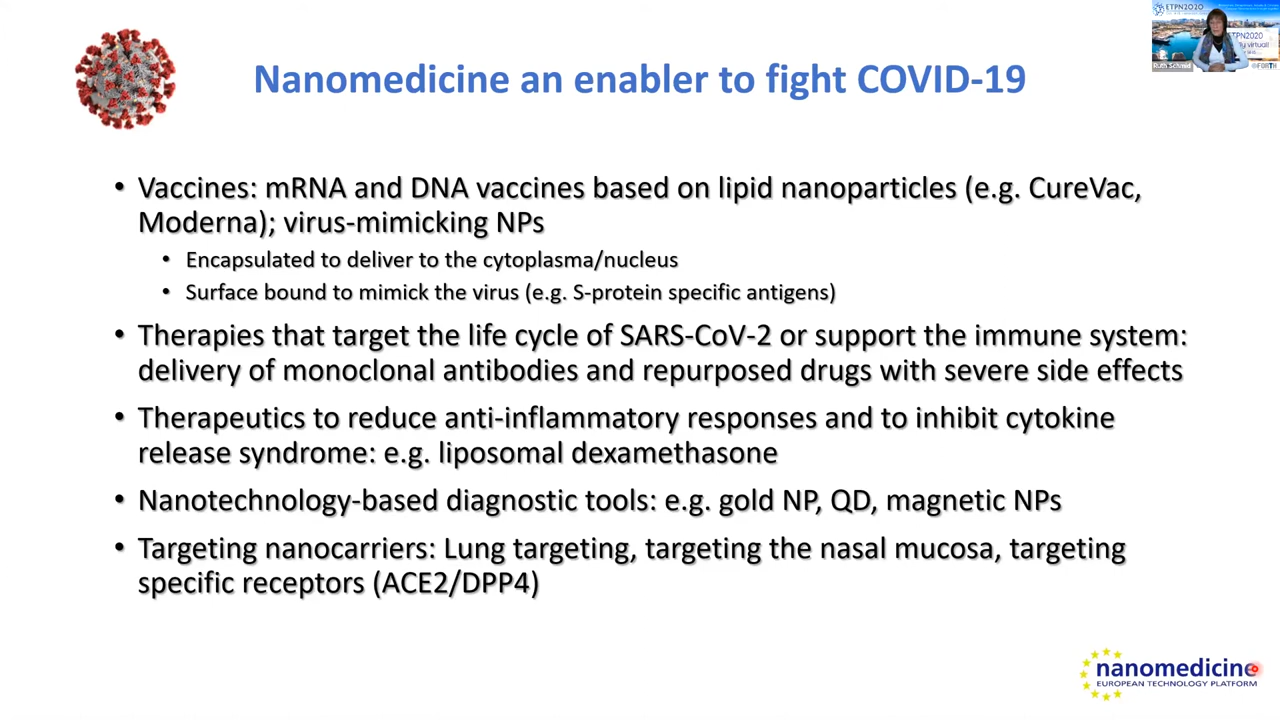 ETPN2020
ETPN2020
Ruth Schmid
@FORTH
Nanomedicine an enabler to fight COVID-19
• Vaccines: mRNA and DNA vaccines based on lipid nanoparticles (e.g. CureVac,
Moderna); virus-mimicking NPs
• Encapsulated to deliver to the cytoplasma/nucleus
• Surface bound to mimick the virus (e.g. S-protein specific antigens)
• Therapies that target the life cycle of SARS-CoV-2 or support the immune system:
delivery of monoclonal antibodies and repurposed drugs with severe side effects
• Therapeutics to reduce anti-inflammatory responses and to inhibit cytokine
release syndrome: e.g. liposomal dexamethasone
• Nanotechnology-based diagnostic tools: e.g. gold NP, QD, magnetic NPs
• Targeting nanocarriers: Lung targeting, targeting the nasal mucosa, targeting
specific receptors (ACE2/DPP4)
nanomedicine
EUROPEAN TECHNOLOGY PLATFORM